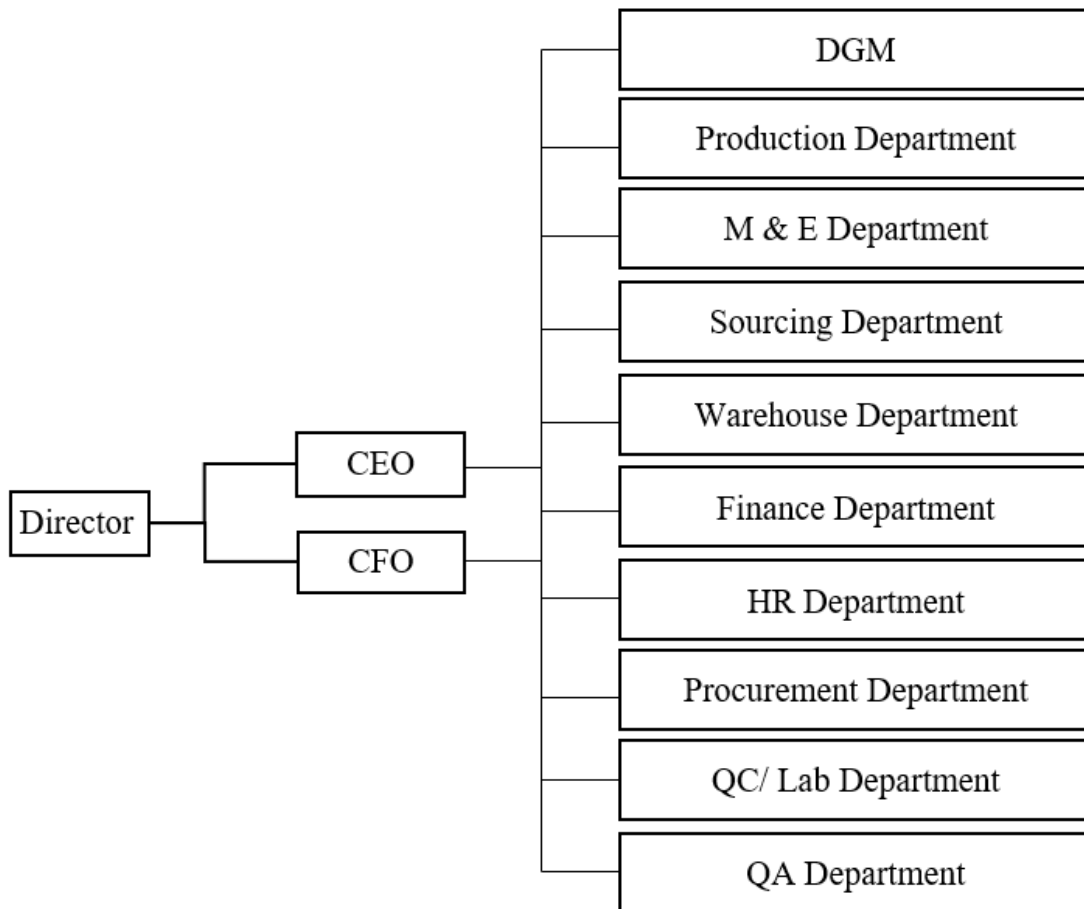 DGM
Production Department
M & E Department
Sourcing Department
Warehouse Department
CEO
Finance Department
Director
CFO
HR Department
Procurement Department
QC/ Lab Department
QA Department